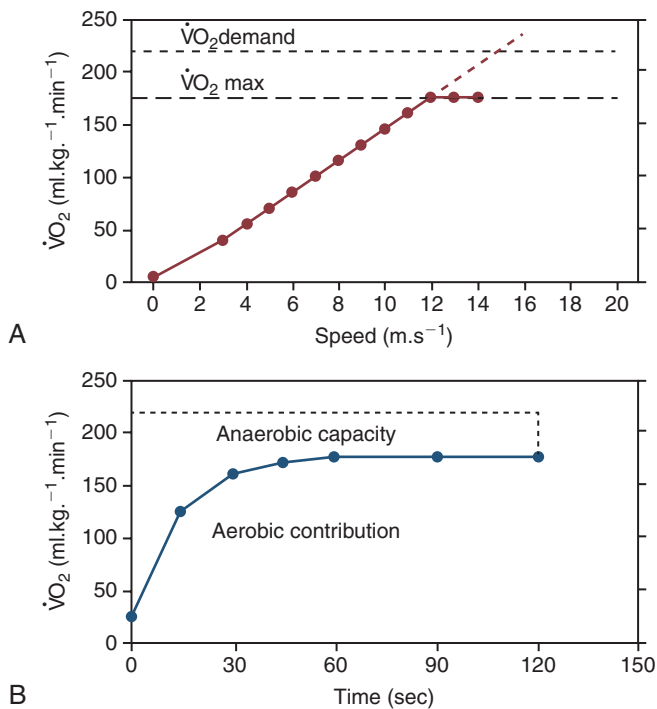 250
200
150
100
50
0
V̇O₂ (ml.kg.⁻¹.min⁻¹)
V̇O₂demand
V̇O₂ max
0 2 4 6 8 10 12 14 16 18 20
Speed (m.s⁻¹)
A
250
200
150
100
50
0
V̇O₂ (ml.kg.⁻¹.min⁻¹)
Anaerobic capacity
Aerobic contribution
0 30 60 90 120 150
Time (sec)
B